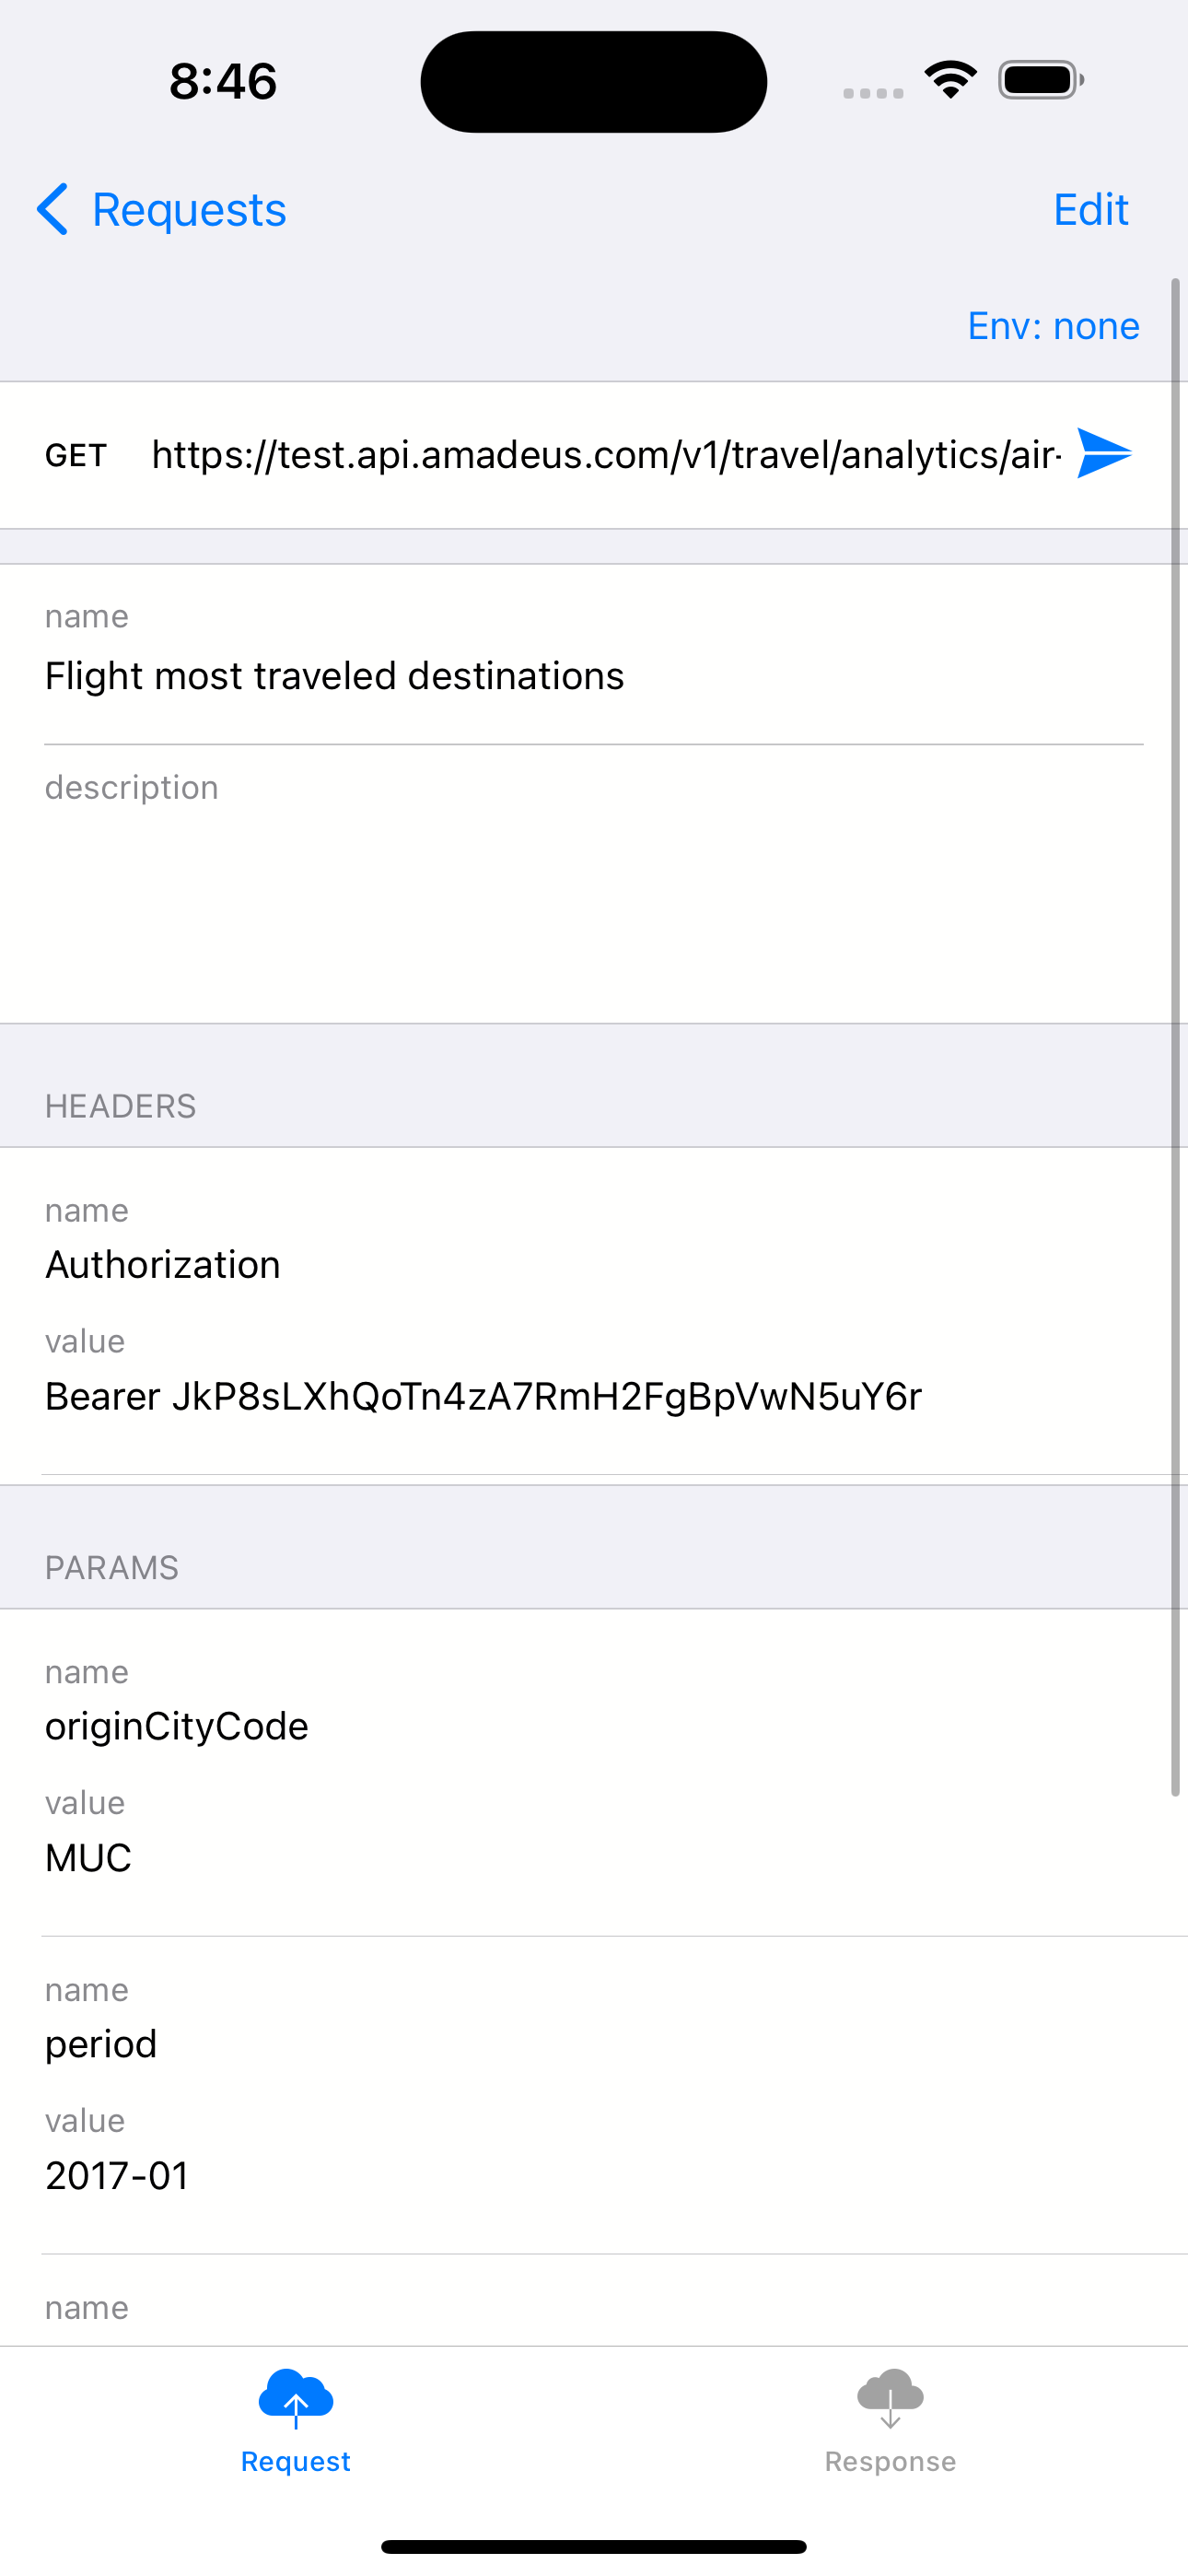 8:46
Requests
Edit
Env: none
GET https://test.api.amadeus.com/v1/travel/analytics/air-
name
Flight most traveled destinations
description
HEADERS
name
Authorization
value
Bearer JkP8sLXhQoTn4zA7RmH2FgBpVwN5uY6r
PARAMS
name
originCityCode
value
MUC
name
period
value
2017-01
name
Request
Response